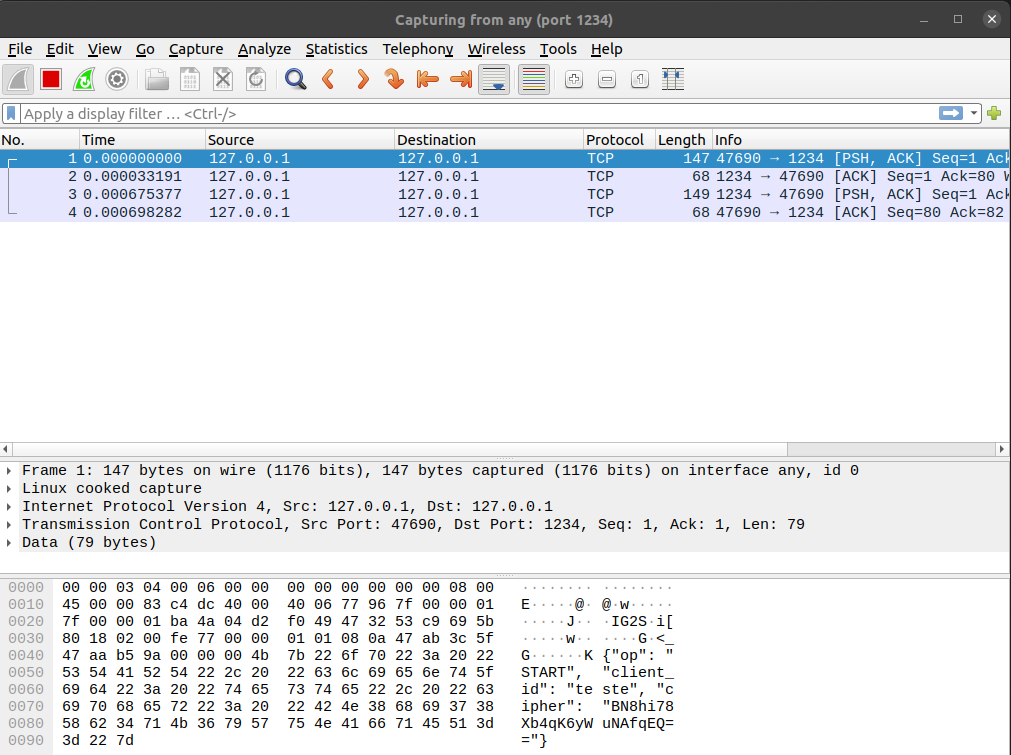 Capturing from any (port 1234)
File Edit View Go Capture Analyze Statistics Telephony Wireless Tools Help
Apply a display filter … <Ctrl-/>
No. Time Source Destination Protocol Length Info
1 0.000000000 127.0.0.1 127.0.0.1 TCP 147 47690 → 1234 [PSH, ACK] Seq=1 Ack
2 0.000033191 127.0.0.1 127.0.0.1 TCP 68 1234 → 47690 [ACK] Seq=1 Ack=80 W
3 0.000675377 127.0.0.1 127.0.0.1 TCP 149 1234 → 47690 [PSH, ACK] Seq=1 Ack
4 0.000698282 127.0.0.1 127.0.0.1 TCP 68 47690 → 1234 [ACK] Seq=80 Ack=82
Frame 1: 147 bytes on wire (1176 bits), 147 bytes captured (1176 bits) on interface any, id 0
Linux cooked capture
Internet Protocol Version 4, Src: 127.0.0.1, Dst: 127.0.0.1
Transmission Control Protocol, Src Port: 47690, Dst Port: 1234, Seq: 1, Ack: 1, Len: 79
Data (79 bytes)
0000 00 00 03 04 00 06 00 00 00 00 00 00 00 00 08 00 ········ ········
0010 45 00 00 83 c4 dc 40 00 40 06 77 96 7f 00 00 01 E·····@· @·w·····
0020 7f 00 00 01 ba 4a 04 d2 f0 49 47 32 53 c9 69 5b ·····J·· ·IG2S·i[
0030 80 18 02 00 fe 77 00 00 01 01 08 0a 47 ab 3c 5f ·····w·· ····G·<_
0040 47 aa b5 9a 00 00 00 4b 7b 22 6f 70 22 3a 20 22 G······K {"op": "
0050 53 54 41 52 54 22 2c 20 22 63 6c 69 65 6e 74 5f START", "client_
0060 69 64 22 3a 20 22 74 65 73 74 65 22 2c 20 22 63 id": "te ste", "c
0070 69 70 68 65 72 22 3a 20 22 42 4e 38 68 69 37 38 ipher": "BN8hi78
0080 58 62 34 71 4b 36 79 57 75 4e 41 66 71 45 51 3d Xb4qK6yW uNAfqEQ=
0090 3d 22 7d ="}